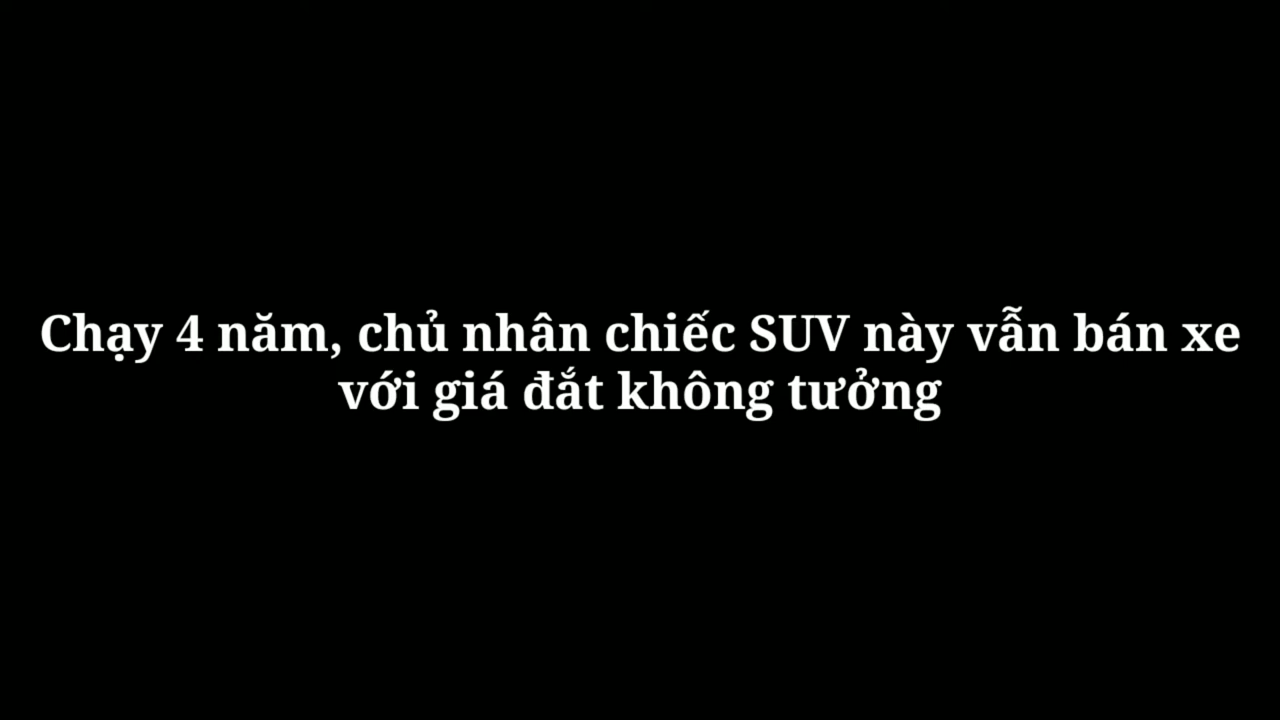 Chạy 4 năm, chủ nhân chiếc SUV này vẫn bán xe
với giá đắt không tưởng